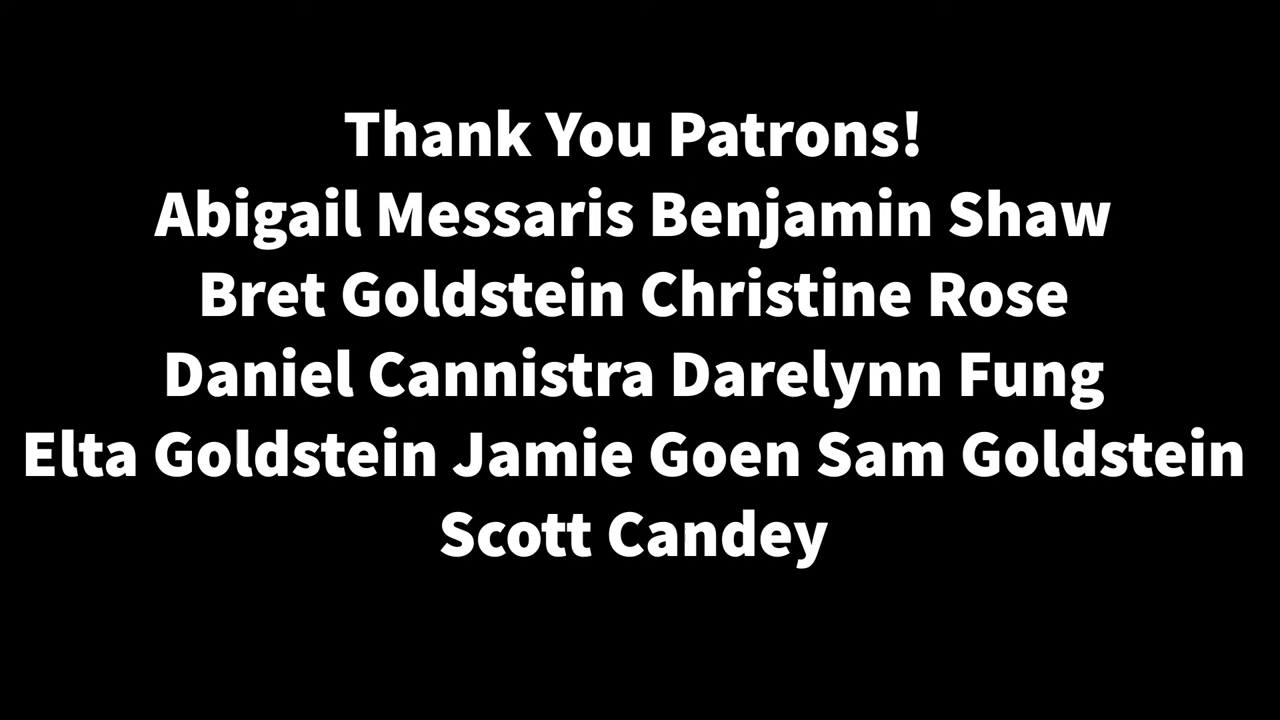 Thank You Patrons!
Abigail Messaris Benjamin Shaw
Bret Goldstein Christine Rose
Daniel Cannistra Darelynn Fung
Elta Goldstein Jamie Goen Sam Goldstein
Scott Candey